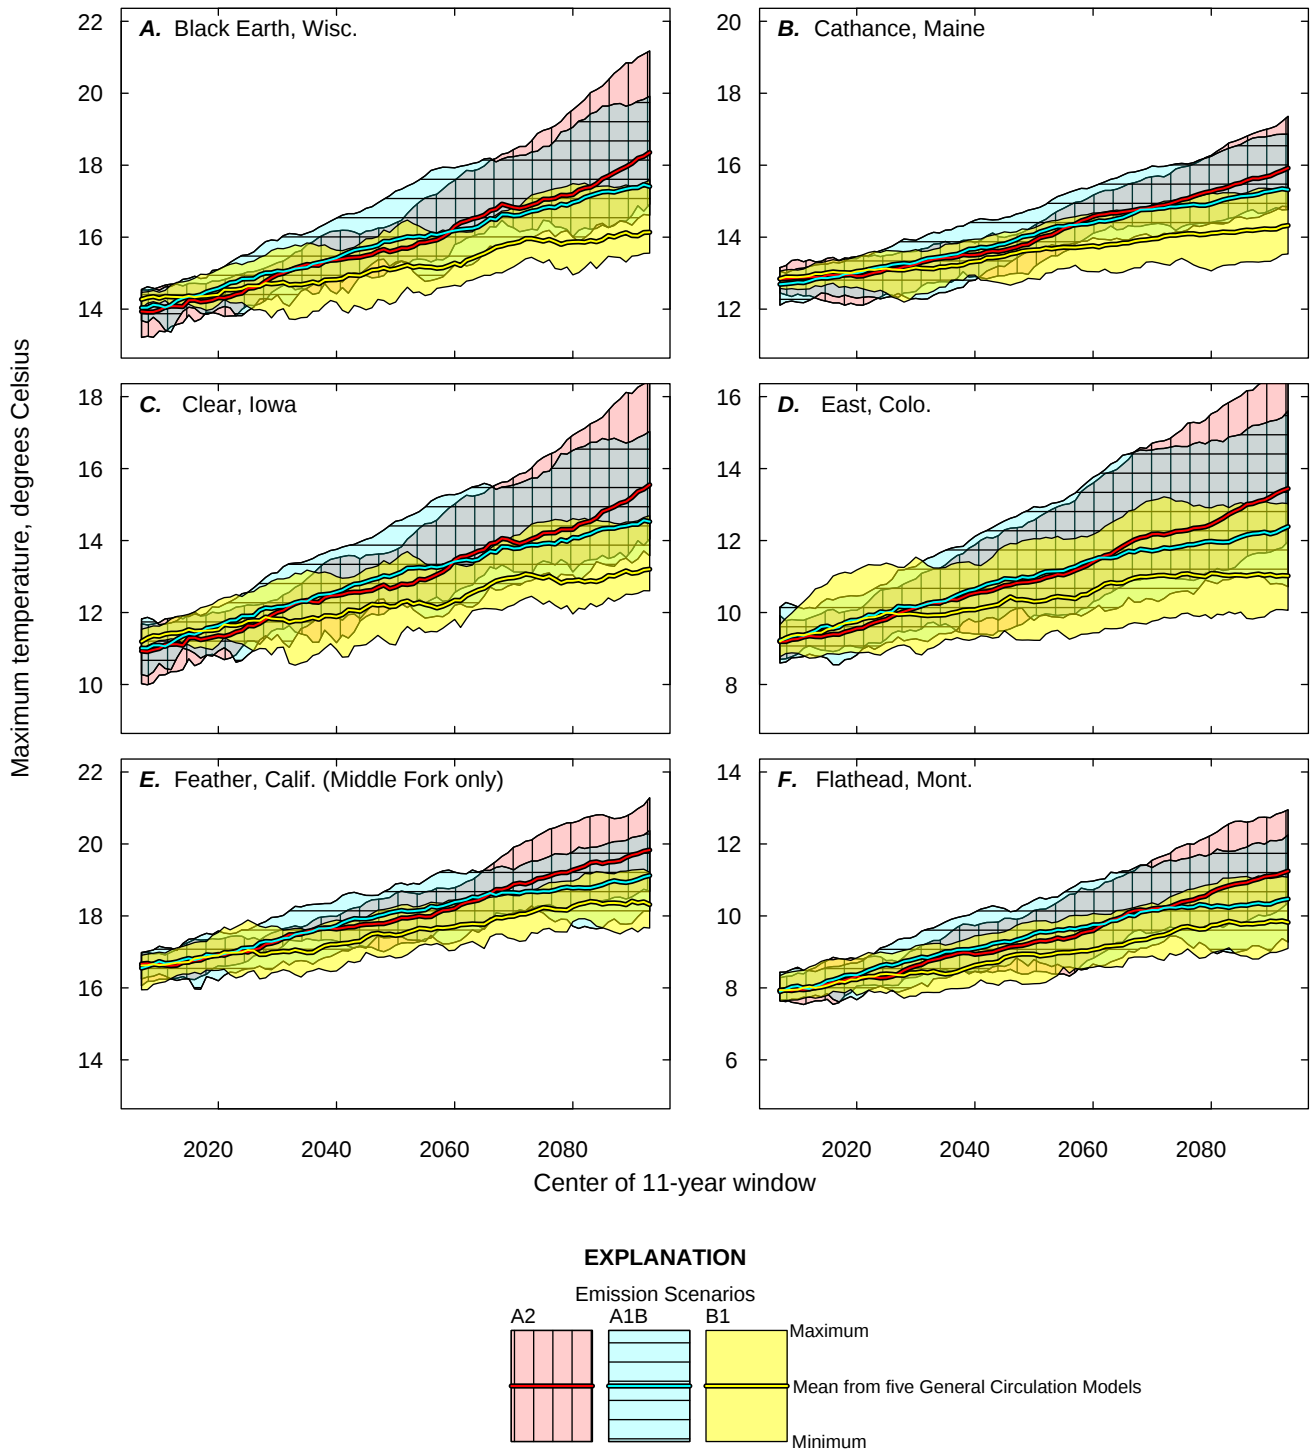 Maximum temperature, degrees Celsius
A. Black Earth, Wisc.
22
20
18
16
14
B. Cathance, Maine
20
18
16
14
12
C. Clear, Iowa
18
16
14
12
10
D. East, Colo.
16
14
12
10
8
E. Feather, Calif. (Middle Fork only)
22
20
18
16
14
F. Flathead, Mont.
14
12
10
8
6
2020 2040 2060 2080
2020 2040 2060 2080
Center of 11-year window
EXPLANATION
Emission Scenarios
A2 A1B B1
Maximum
Mean from five General Circulation Models
Minimum